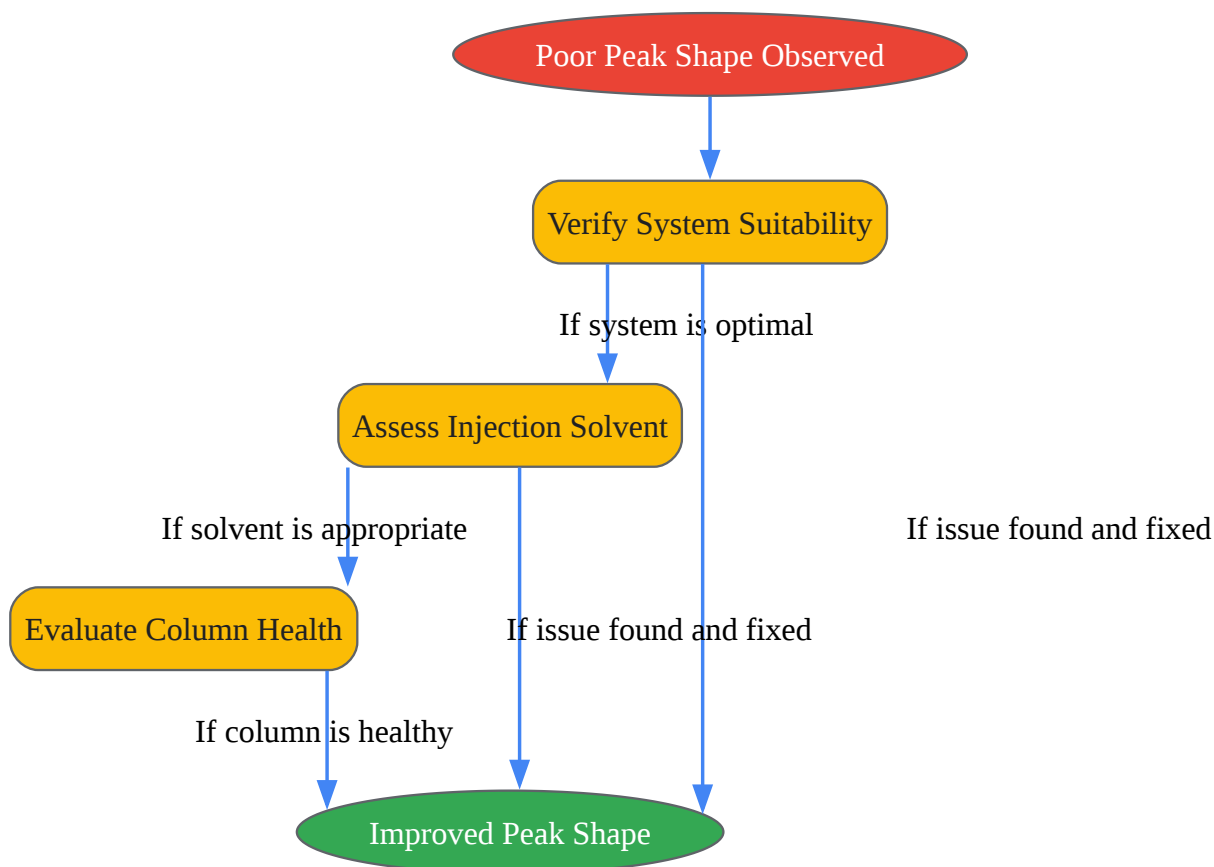 Poor Peak Shape Observed
Verify System Suitability
If system is optimal
Assess Injection Solvent
If solvent is appropriate
If issue found and fixed
Evaluate Column Health
If issue found and fixed
If column is healthy
Improved Peak Shape